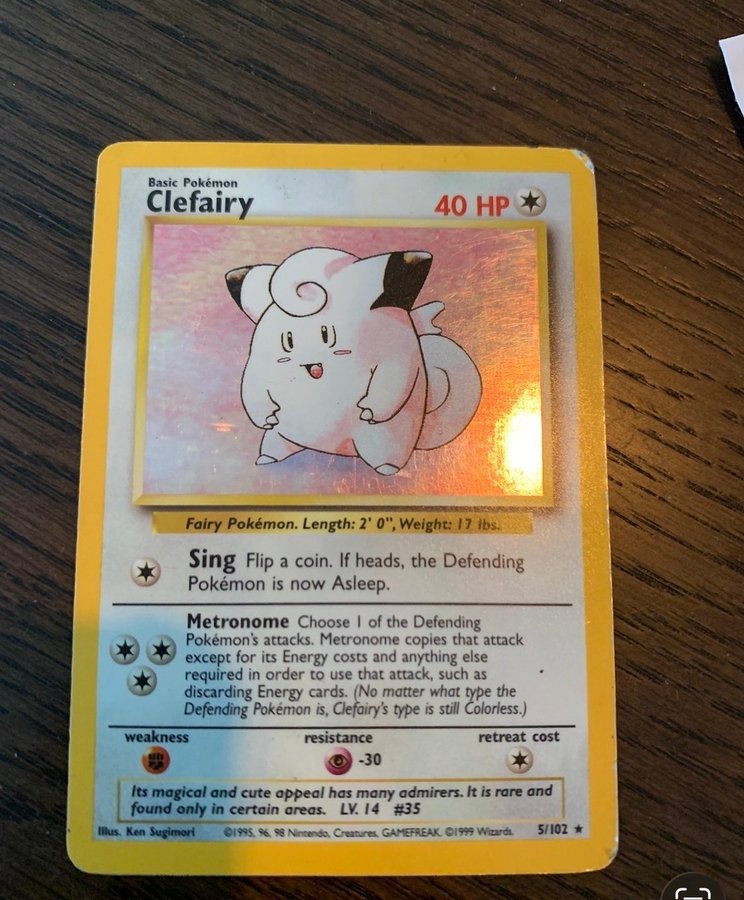 Basic Pokémon
Clefairy
40 HP
Fairy Pokémon. Length: 2' 0", Weight: 17 lbs.
Sing Flip a coin. If heads, the Defending
Pokémon is now Asleep.
Metronome Choose 1 of the Defending
Pokémon's attacks. Metronome copies that attack
except for its Energy costs and anything else
required in order to use that attack, such as
discarding Energy cards. (No matter what type the
Defending Pokémon is, Clefairy's type is still Colorless.)
weakness
resistance
retreat cost
-30
Its magical and cute appeal has many admirers. It is rare and
found only in certain areas. LV. 14 #35
Illus. Ken Sugimori ©1995, 96, 98 Nintendo, Creatures, GAMEFREAK. ©1999 Wizards. 5/102 ★